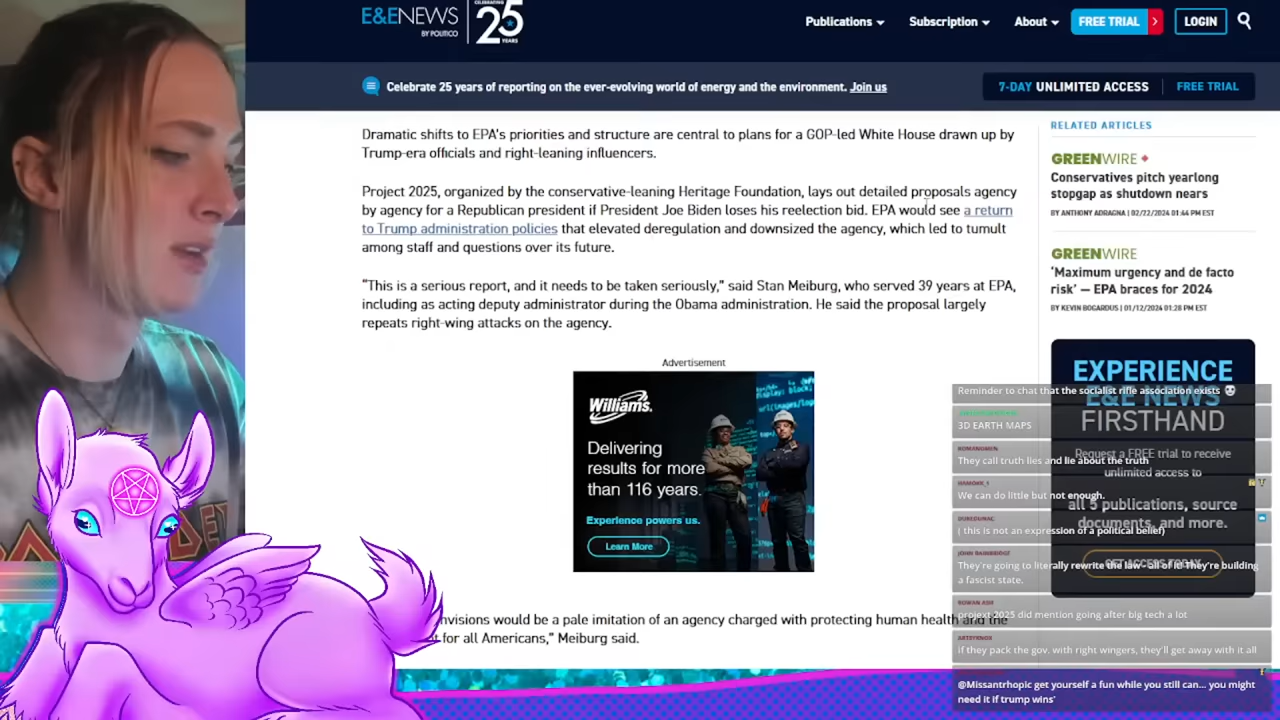 E&E NEWS
BY POLITICO
CELEBRATING
25
YEARS
Publications
Subscription
About
FREE TRIAL
LOGIN
Celebrate 25 years of reporting on the ever-evolving world of energy and the environment. Join us
7-DAY UNLIMITED ACCESS
FREE TRIAL
Dramatic shifts to EPA's priorities and structure are central to plans for a GOP-led White House drawn up by
Trump-era officials and right-leaning influencers.
Project 2025, organized by the conservative-leaning Heritage Foundation, lays out detailed proposals agency
by agency for a Republican president if President Joe Biden loses his reelection bid. EPA would see a return
to Trump administration policies that elevated deregulation and downsized the agency, which led to tumult
among staff and questions over its future.
“This is a serious report, and it needs to be taken seriously,” said Stan Meiburg, who served 39 years at EPA,
including as acting deputy administrator during the Obama administration. He said the proposal largely
repeats right-wing attacks on the agency.
Advertisement
Williams.
Delivering
results for more
than 116 years.
Experience powers us.
Learn More
nvisions would be a pale imitation of an agency charged with protecting human health and the
for all Americans,” Meiburg said.
RELATED ARTICLES
GREENWIRE
Conservatives pitch yearlong
stopgap as shutdown nears
BY ANTHONY ADRAGNA | 02/22/2024 01:44 PM EST
GREENWIRE
‘Maximum urgency and de facto
risk’ — EPA braces for 2024
BY KEVIN BOGARDUS | 01/12/2024 01:28 PM EST
EXPERIENCE
E&E NEWS
FIRSTHAND
Request a FREE trial to receive
unlimited access to
all 5 publications, source
documents, and more.
GET ACCESS TODAY
Reminder to chat that the socialist rifle association exists
3D EARTH MAPS
They call truth lies and lie about the truth
We can do little but not enough.
( this is not an expression of a political belief)
JOHN BAINBRIDGE
They're going to literally rewrite the law - all of it! They're building
a fascist state.
ROWAN ASH
projext 2025 did mention going after big tech a lot
if they pack the gov. with right wingers, they'll get away with it all
@Missantrhopic get yourself a fun while you still can... you might
need it if trump wins'